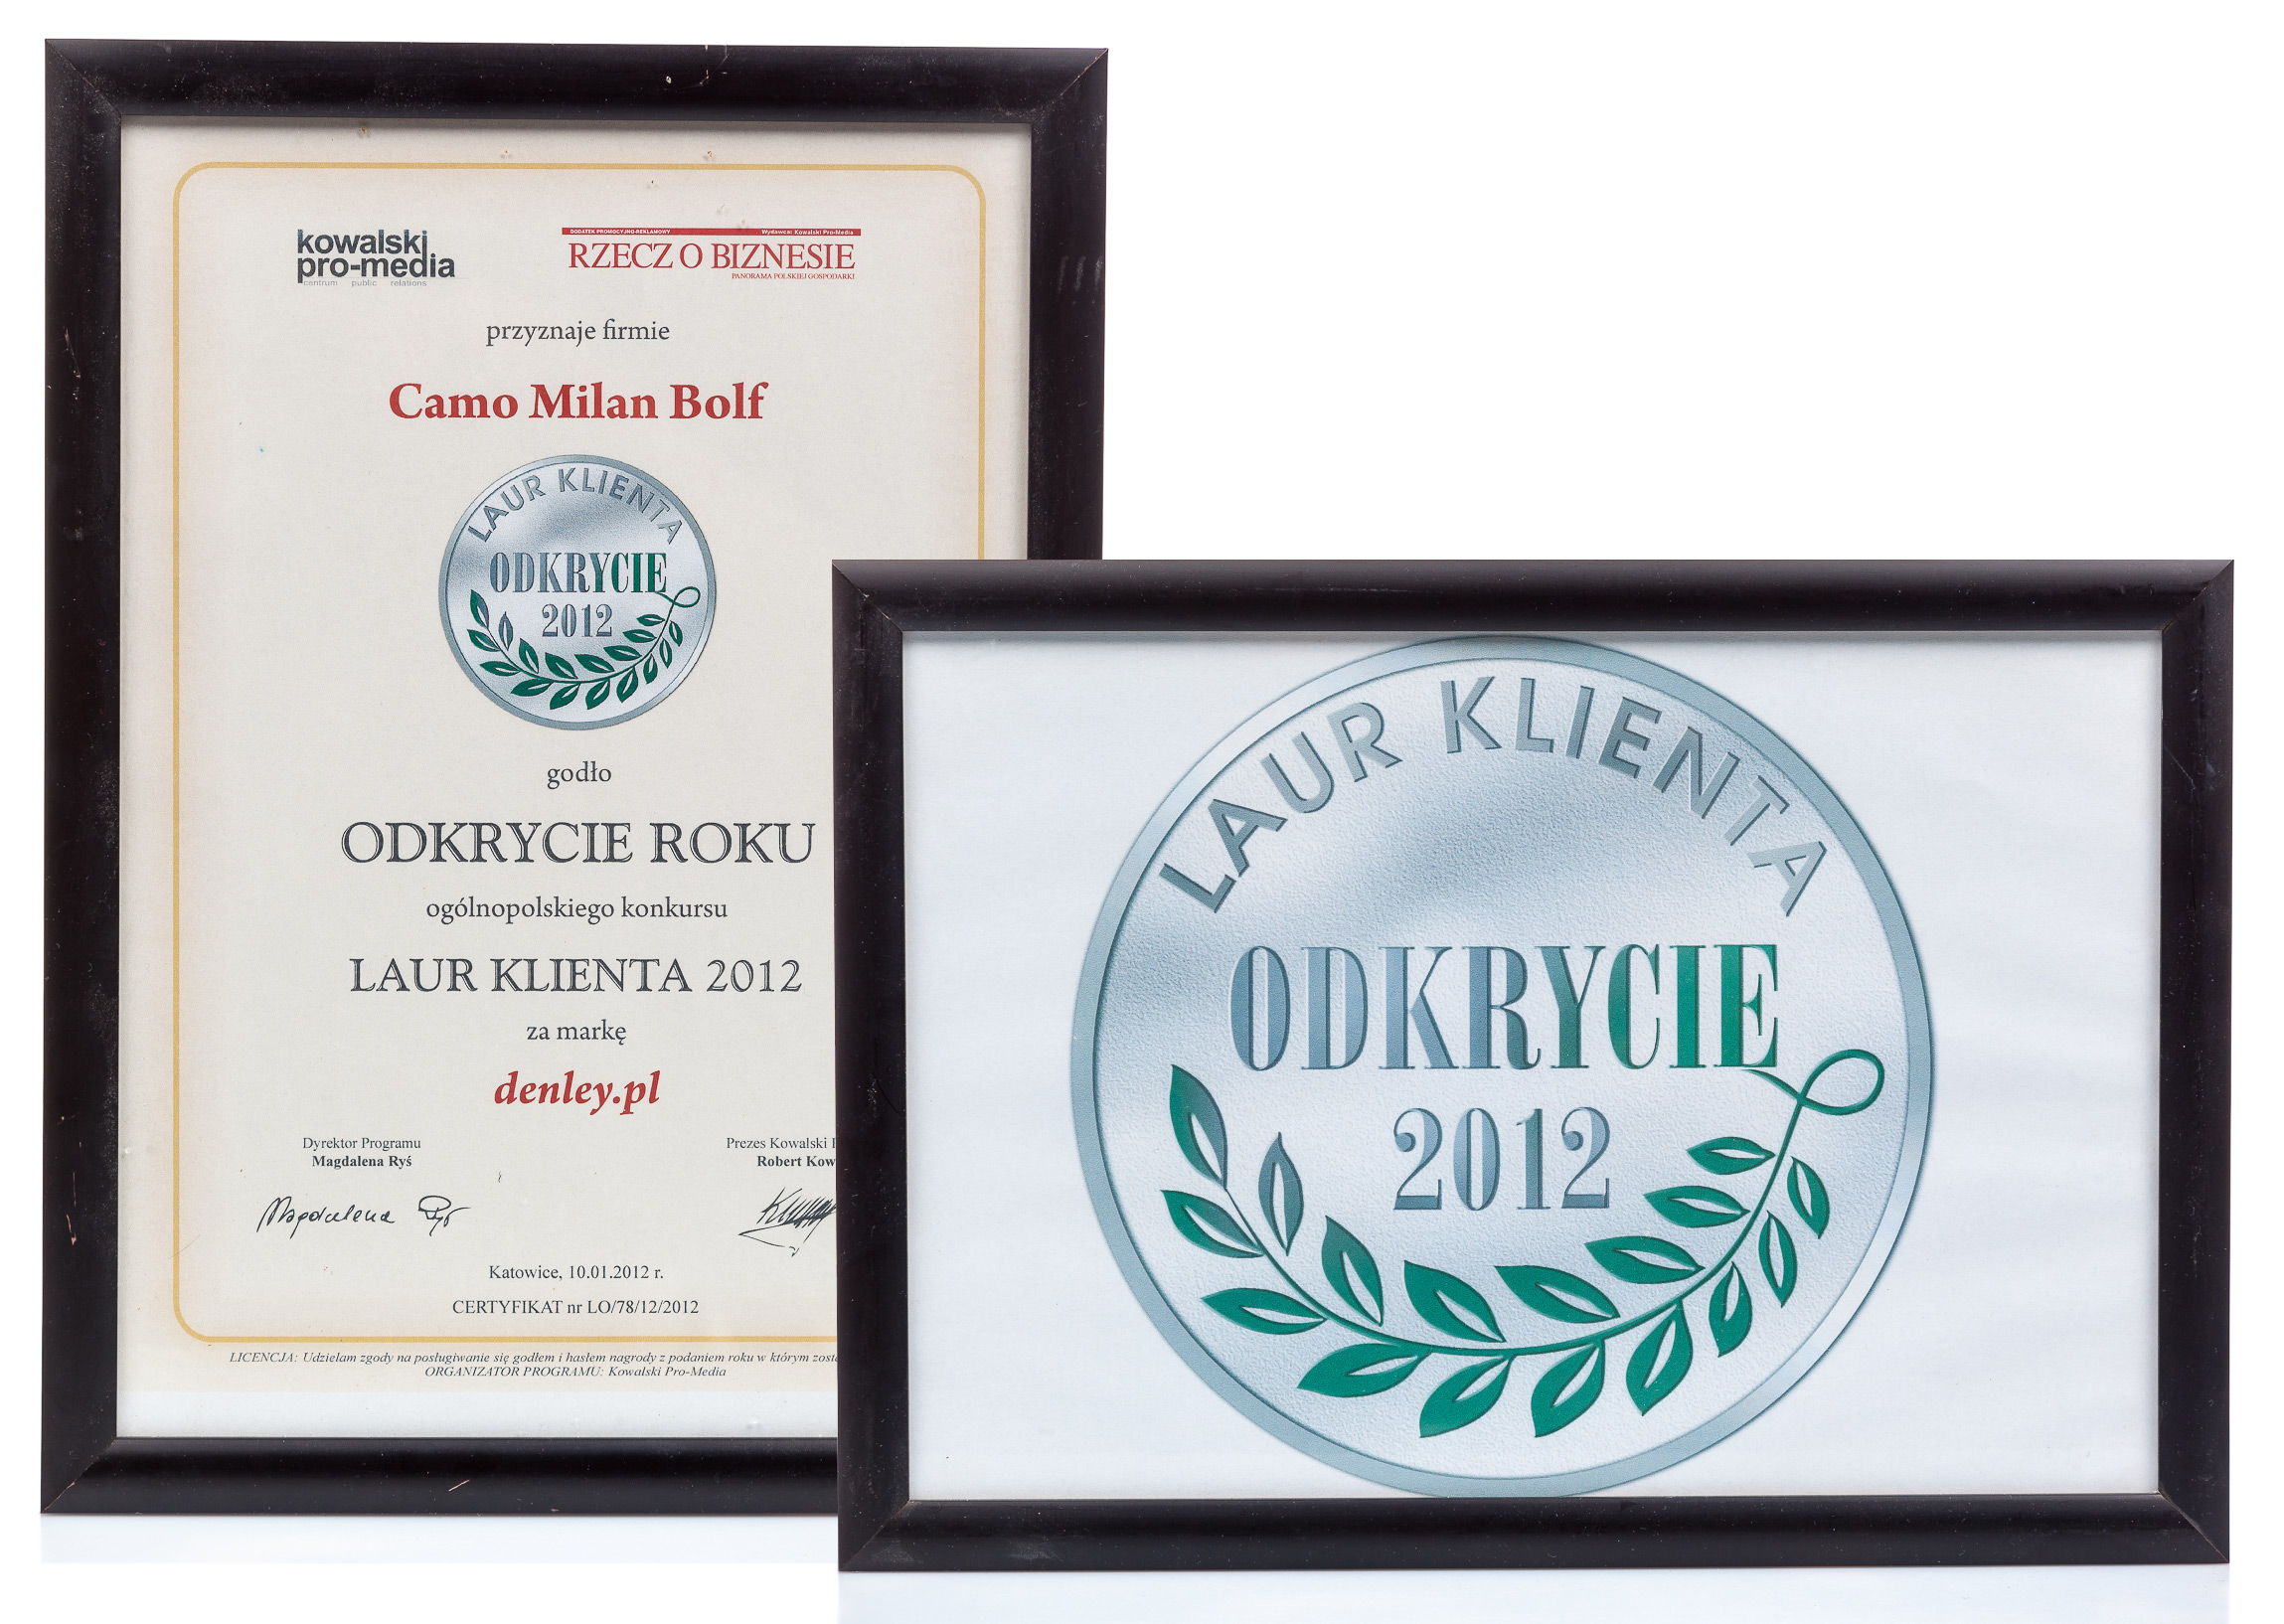 kowalski
pro-media
centrum public relations
DODATEK PROMOCYJNO-REKLAMOWY Wydawca: Kowalski Pro-Media
RZECZ O BIZNESIE
PANORAMA POLSKIEJ GOSPODARKI
przyznaje firmie
Camo Milan Bolf
LAUR KLIENTA
ODKRYCIE
2012
godło
ODKRYCIE ROKU
ogólnopolskiego konkursu
LAUR KLIENTA 2012
za markę
denley.pl
Dyrektor Programu
Magdalena Ryś
Prezes Kowalski
Robert
Magdalena Ryś
Katowice, 10.01.2012 r.
CERTYFIKAT nr LO/78/12/2012
LICENCJA: Udzielam zgody na posługiwanie się godłem i hasłem nagrody z podaniem roku w którym
ORGANIZATOR PROGRAMU: Kowalski Pro-Media
LAUR KLIENTA
ODKRYCIE
2012